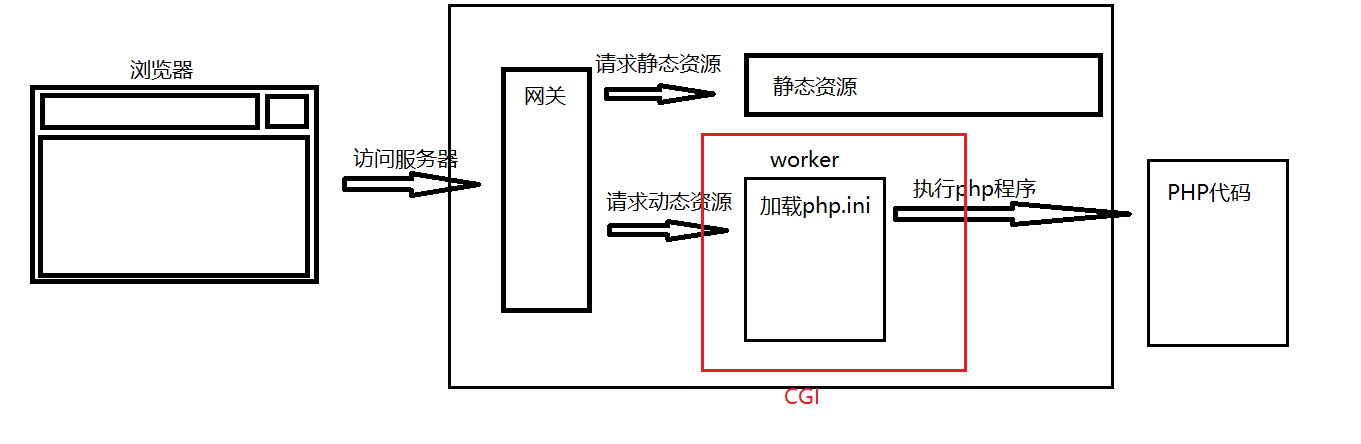 浏览器
访问服务器
网关
请求静态资源
静态资源
请求动态资源
worker
加载php.ini
CGI
执行php程序
PHP代码